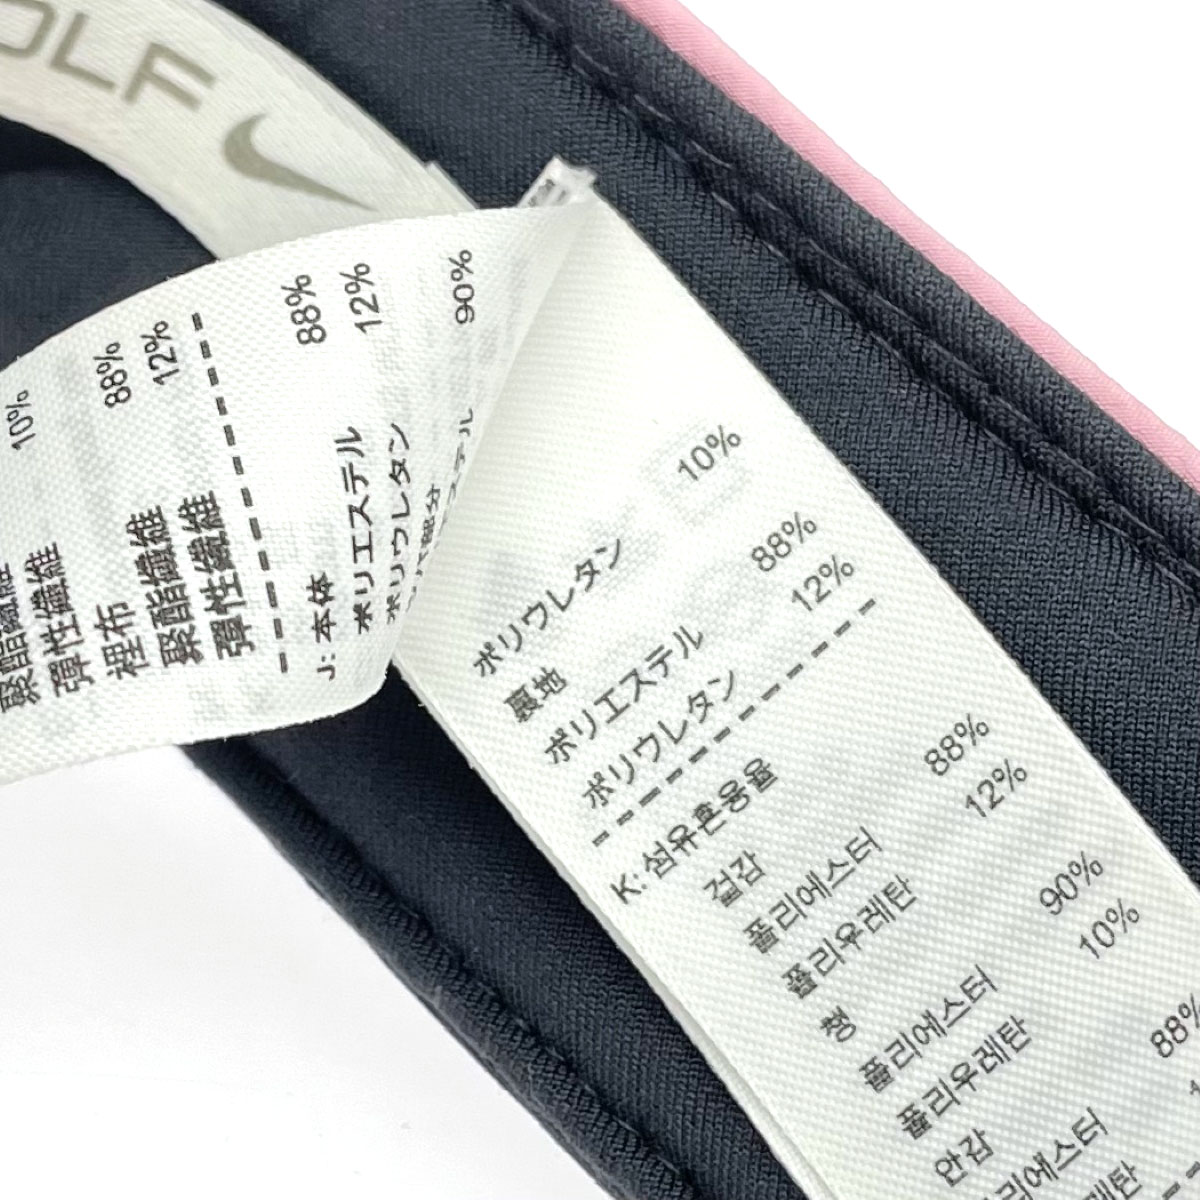 OLF
10%
聚酯纖維
彈性纖維
裡布
聚酯纖維 88%
彈性纖維 12%
J: 本体
ポリエステル 88%
ポリウレタン 12%
90%
ポリウレタン 10%
裏地
ポリエステル 88%
ポリウレタン 12%
K: 섬유혼용율
겉감
폴리에스터 88%
폴리우레탄 12%
챙
폴리에스터 90%
폴리우레탄 10%
안감
폴리에스터 88%